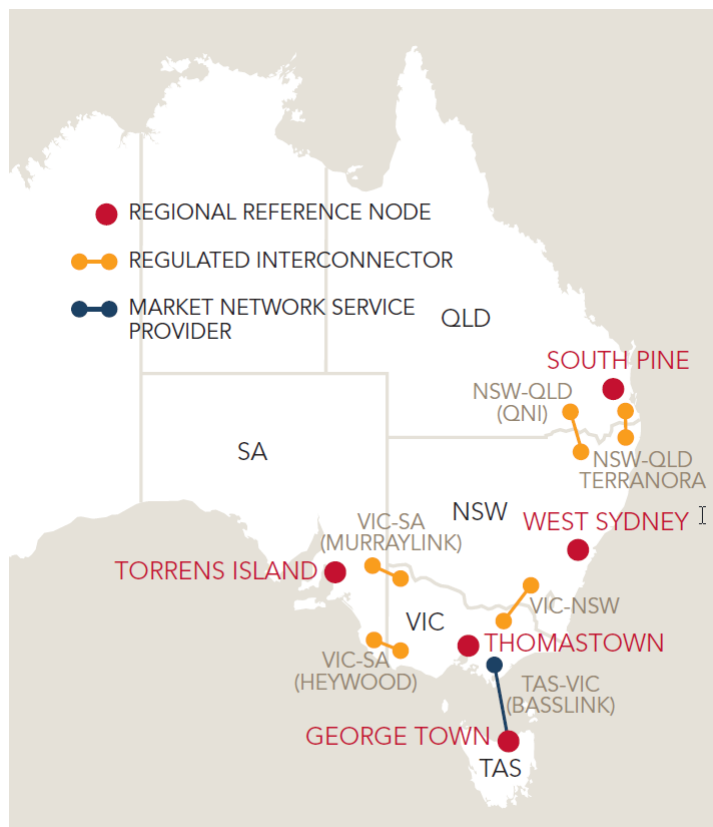 REGIONAL REFERENCE NODE
REGULATED INTERCONNECTOR
MARKET NETWORK SERVICE
PROVIDER
QLD
SOUTH PINE
NSW-QLD
(QNI)
SA
NSW-QLD
TERRANORA
NSW
WEST SYDNEY
VIC-SA
(MURRAYLINK)
TORRENS ISLAND
VIC-NSW
VIC
THOMASTOWN
VIC-SA
(HEYWOOD)
TAS-VIC
(BASSLINK)
GEORGE TOWN
TAS